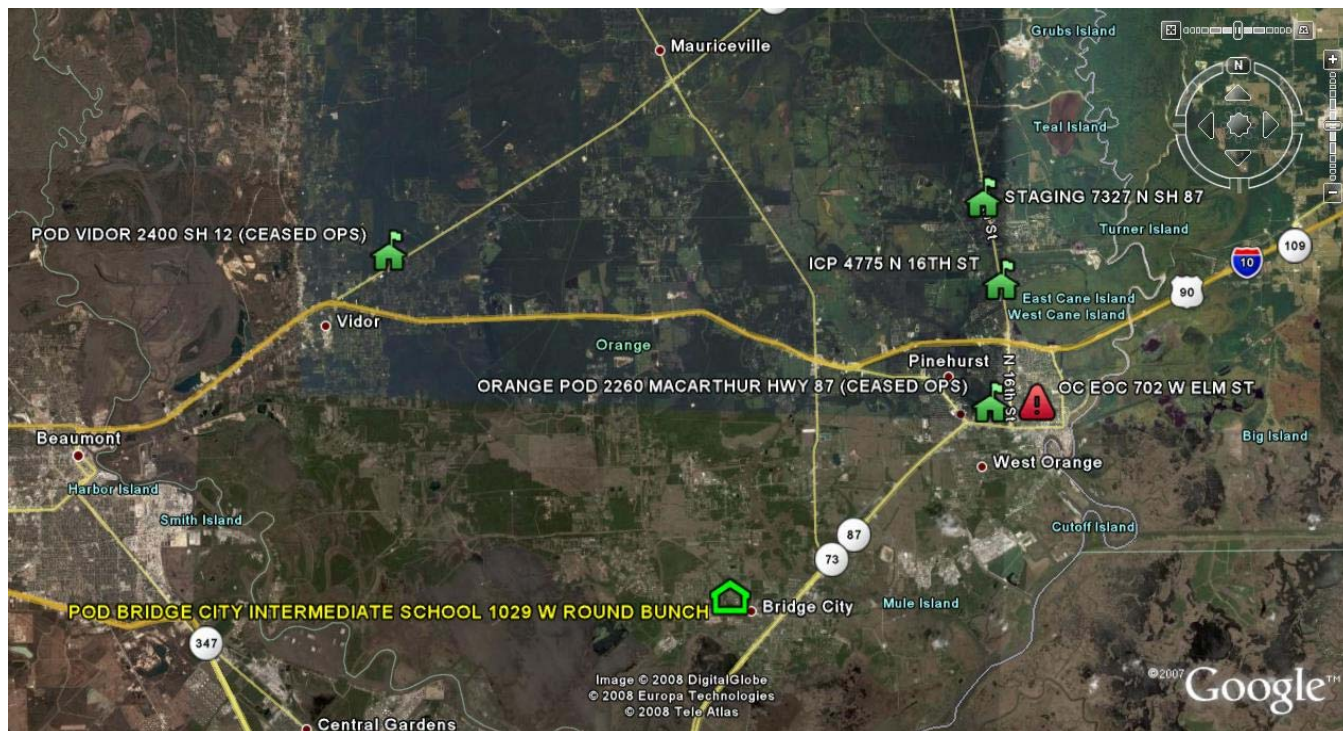 Grubs Island
Mauriceville
N
Teal Island
STAGING 7327 N SH 87
St
Turner Island
POD VIDOR 2400 SH 12 (CEASED OPS)
109
10
ICP 4775 N 16TH ST
90
East Cane Island
West Cane Island
Vidor
Orange
Pinehurst
N 16th St
ORANGE POD 2260 MACARTHUR HWY 87 (CEASED OPS)
OC EOC 702 W ELM ST
Beaumont
Big Island
West Orange
Harbor Island
Smith Island
Cutoff Island
87
73
POD BRIDGE CITY INTERMEDIATE SCHOOL 1029 W ROUND BUNCH
Bridge City
Mule Island
347
Image © 2008 DigitalGlobe
© 2008 Europa Technologies
© 2008 Tele Atlas
©2007 Google™
Central Gardens